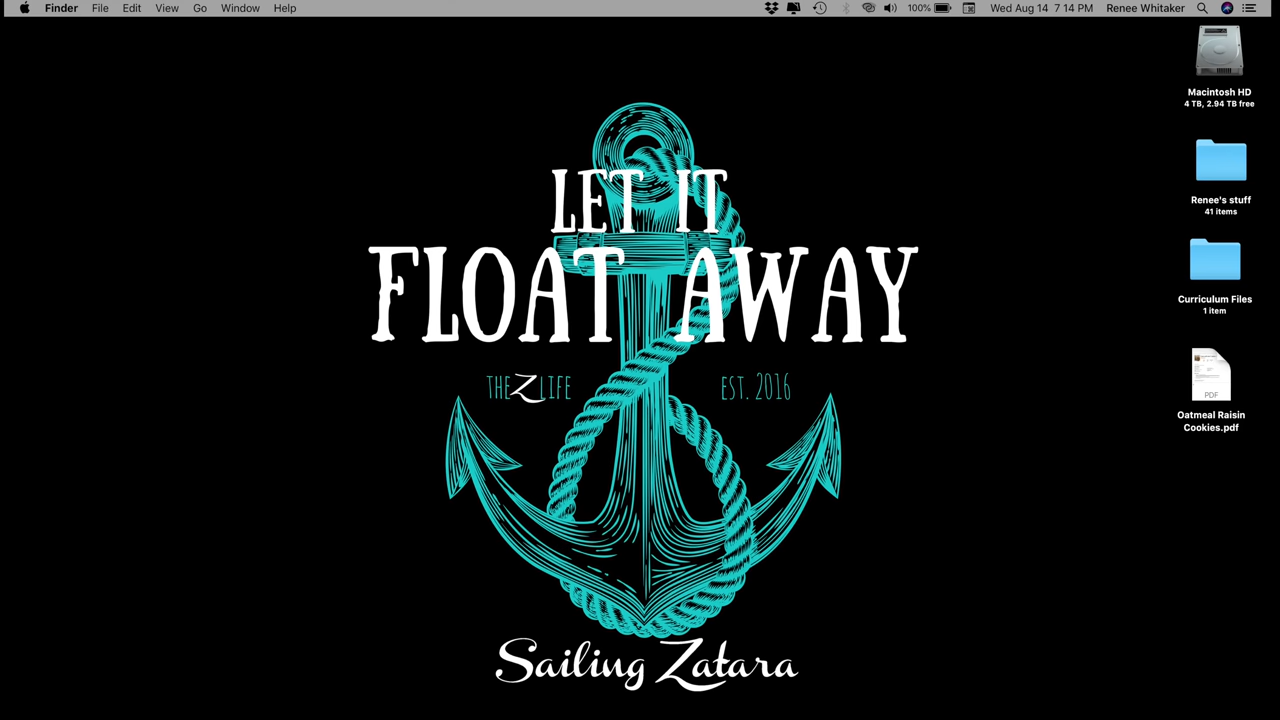 Finder File Edit View Go Window Help 100% Wed Aug 14 7 14 PM Renee Whitaker
Macintosh HD
4 TB, 2.94 TB free
Renee's stuff
41 items
Curriculum Files
1 item
PDF
Oatmeal Raisin
Cookies.pdf
LET IT
FLOAT AWAY
THE Z LIFE EST. 2016
Sailing Zatara